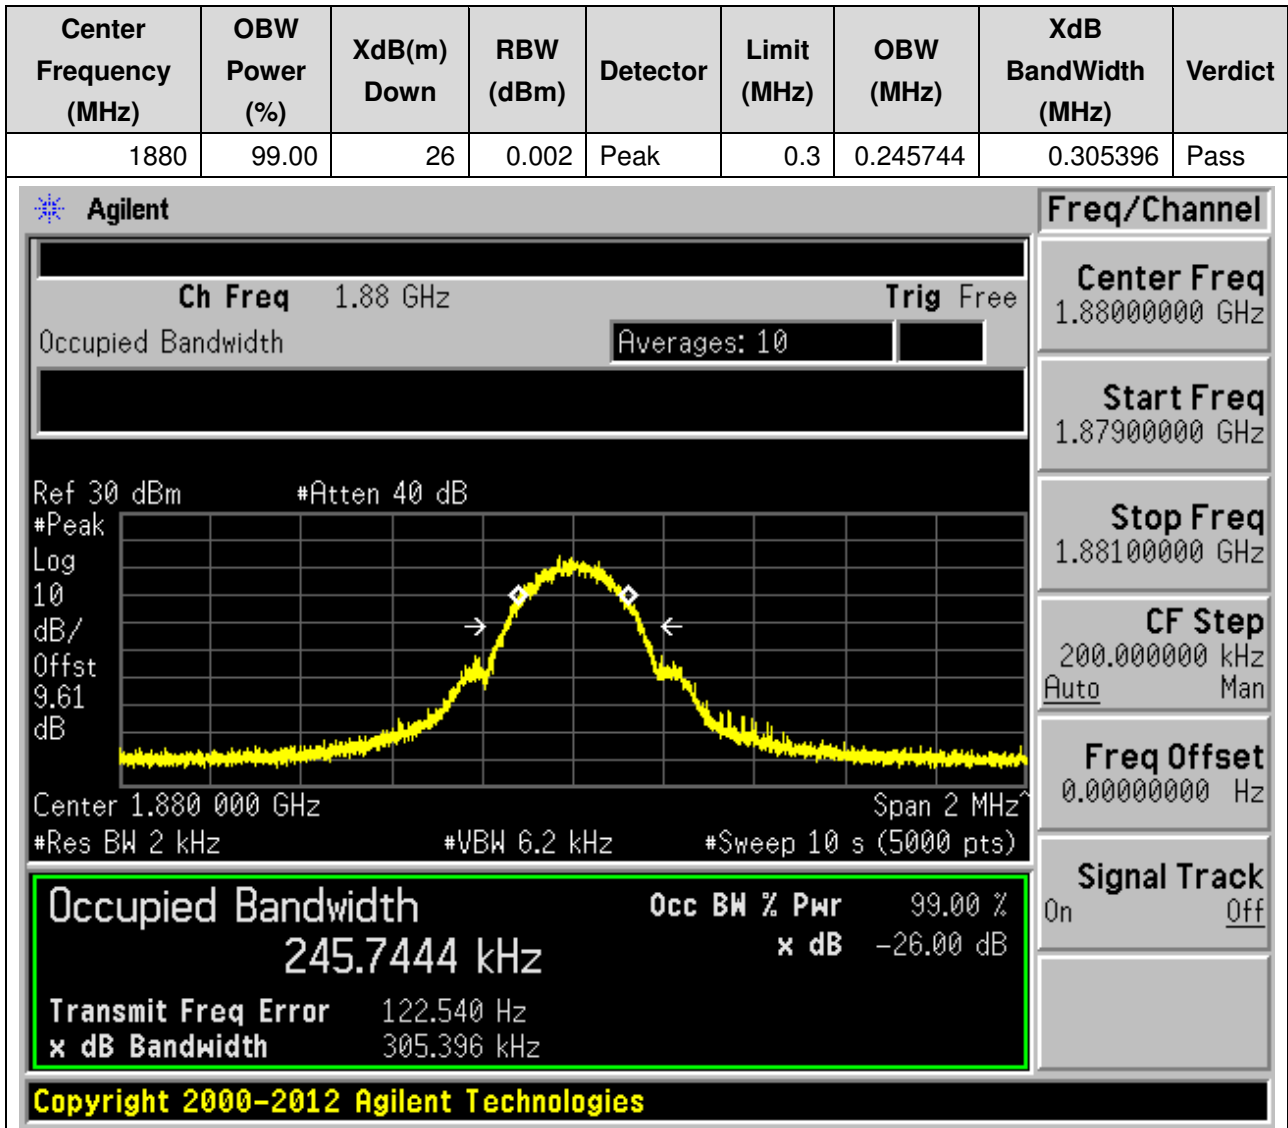 Center Frequency (MHz) OBW Power (%) XdB(m) Down RBW (dBm) Detector Limit (MHz) OBW (MHz) XdB BandWidth (MHz) Verdict
1880 99.00 26 0.002 Peak 0.3 0.245744 0.305396 Pass
Agilent
Freq/Channel
Ch Freq 1.88 GHz Trig Free
Occupied Bandwidth Averages: 10
Center Freq
1.88000000 GHz
Start Freq
1.87900000 GHz
Stop Freq
1.88100000 GHz
CF Step
200.000000 kHz
Auto Man
Freq Offset
0.00000000 Hz
Signal Track
On Off
Ref 30 dBm #Atten 40 dB
#Peak
Log
10
dB/
Offst
9.61
dB
Center 1.880 000 GHz Span 2 MHz^
#Res BW 2 kHz #VBW 6.2 kHz #Sweep 10 s (5000 pts)
Occupied Bandwidth
245.7444 kHz
Occ BW % Pwr 99.00 %
x dB -26.00 dB
Transmit Freq Error 122.540 Hz
x dB Bandwidth 305.396 kHz
Copyright 2000-2012 Agilent Technologies